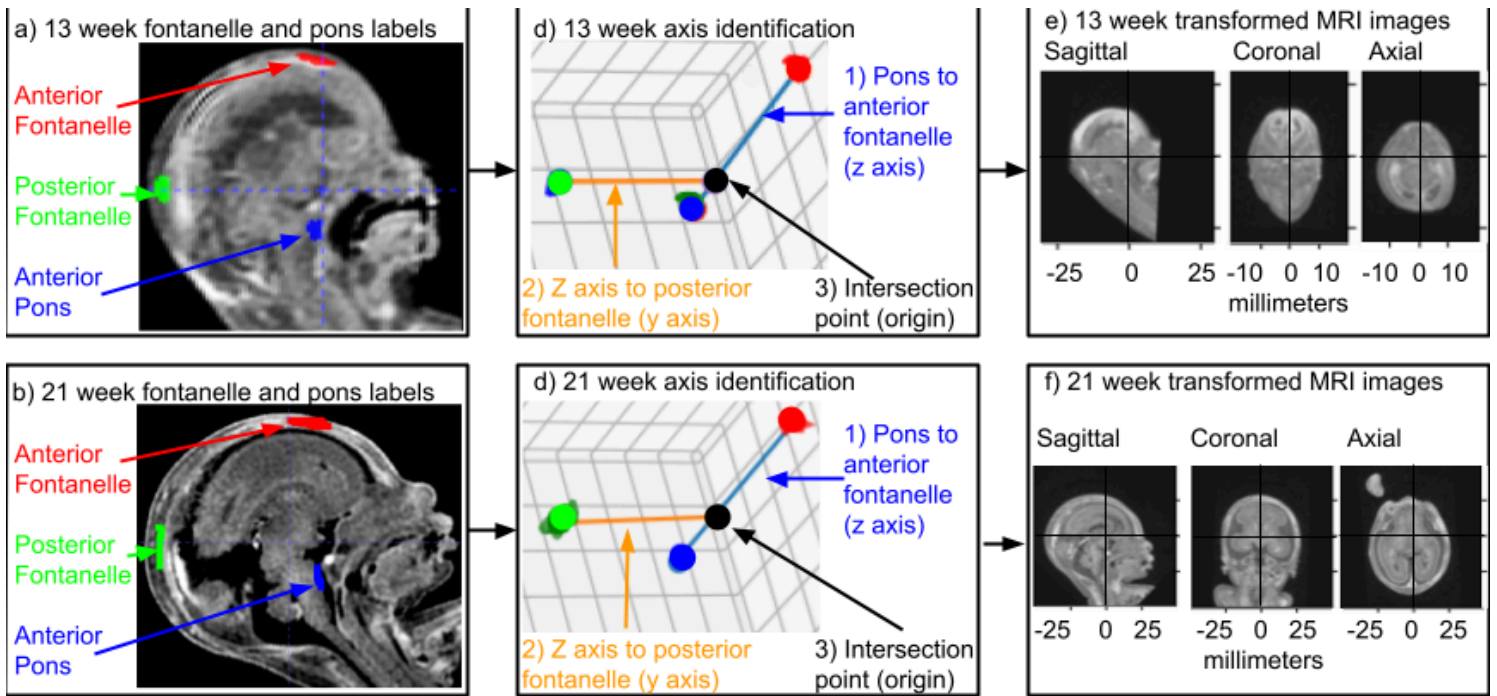 a) 13 week fontanelle and pons labels
Anterior
Fontanelle
Posterior
Fontanelle
Anterior
Pons
d) 13 week axis identification
1) Pons to
anterior
fontanelle
(z axis)
2) Z axis to posterior
fontanelle (y axis)
3) Intersection
point (origin)
e) 13 week transformed MRI images
Sagittal Coronal Axial
-25 0 25 -10 0 10 -10 0 10
millimeters
b) 21 week fontanelle and pons labels
Anterior
Fontanelle
Posterior
Fontanelle
Anterior
Pons
d) 21 week axis identification
1) Pons to
anterior
fontanelle
(z axis)
2) Z axis to posterior
fontanelle (y axis)
3) Intersection
point (origin)
f) 21 week transformed MRI images
Sagittal Coronal Axial
-25 0 25 -25 0 25 -25 0 25
millimeters